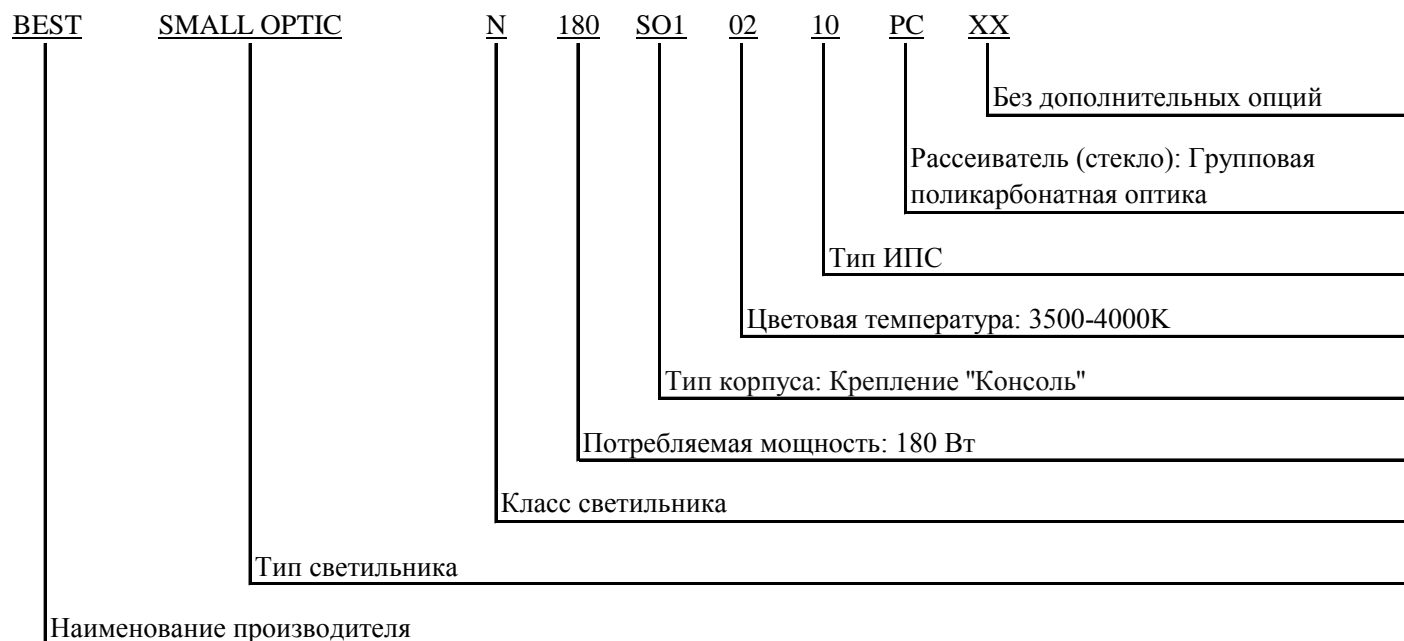 BEST SMALL OPTIC N 180 SO1 02 10 PC XX
Без дополнительных опций
Рассеиватель (стекло): Групповая
поликарбонатная оптика
Тип ИПС
Цветовая температура: 3500-4000K
Тип корпуса: Крепление "Консоль"
Потребляемая мощность: 180 Вт
Класс светильника
Тип светильника
Наименование производителя